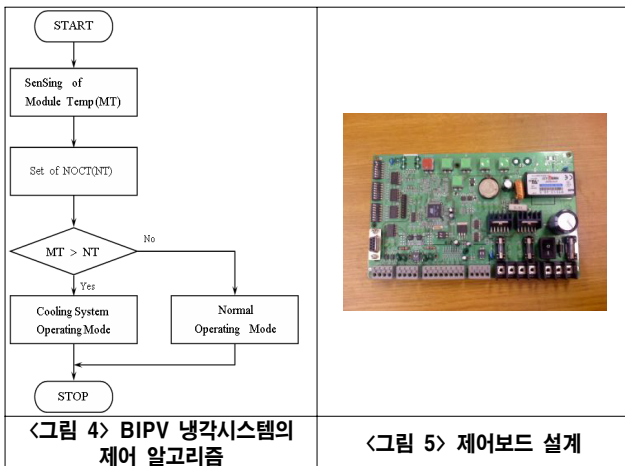 START
SenSing of
Module Temp(MT)
Set of NOCT(NT)
MT > NT
No
Yes
Cooling System
Operating Mode
Normal
Operating Mode
STOP
<그림 4> BIPV 냉각시스템의
제어 알고리즘
<그림 5> 제어보드 설계